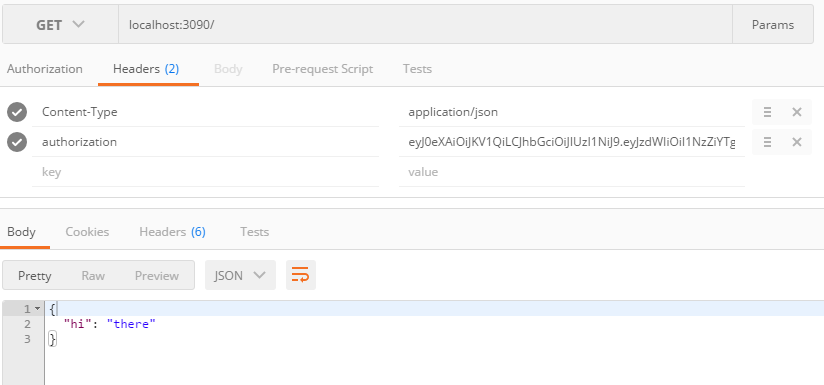 GET localhost:3090/ Params
Authorization Headers (2) Body Pre-request Script Tests
Content-Type application/json
authorization eyJ0eXAiOiJKV1QiLCJhbGciOiJIUzI1NiJ9.eyJzdWIiOiI1NzZiYTg
key value
Body Cookies Headers (6) Tests
Pretty Raw Preview JSON
1 {
2 "hi": "there"
3 }